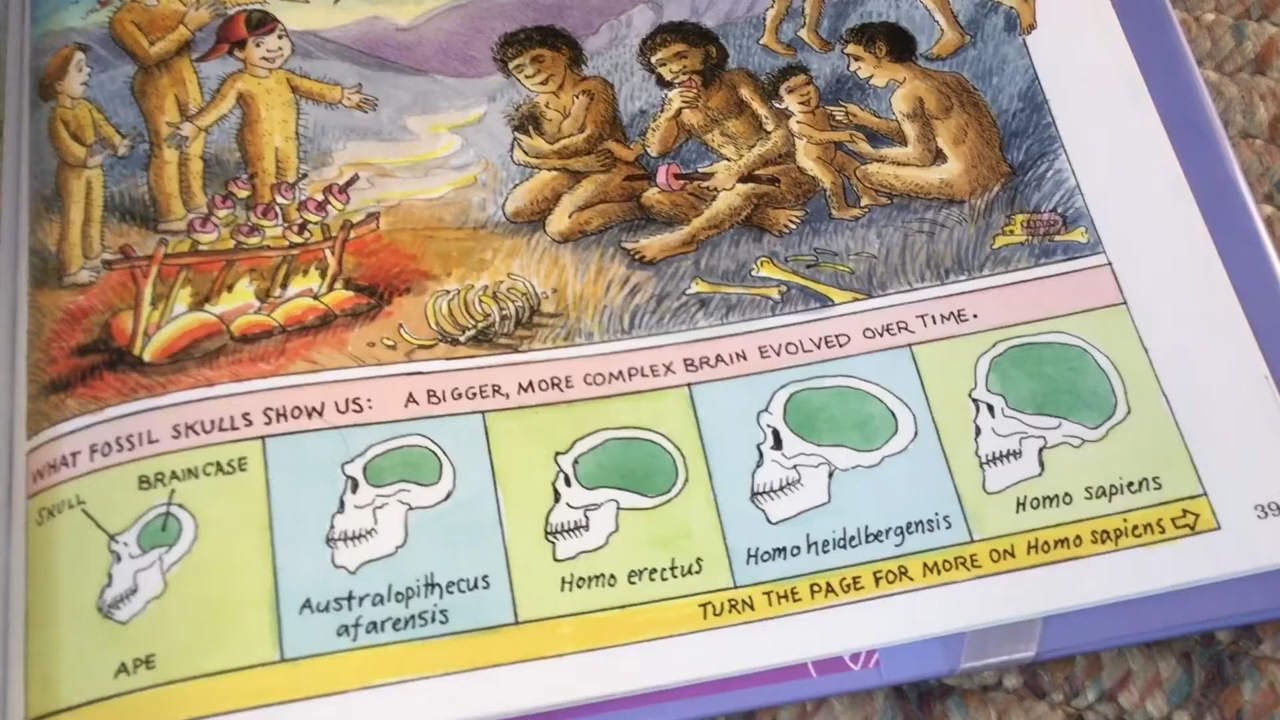 WHAT FOSSIL SKULLS SHOW US: A BIGGER, MORE COMPLEX BRAIN EVOLVED OVER TIME.
SKULL
BRAINCASE
APE
Australopithecus
afarensis
Homo erectus
Homo heidelbergensis
Homo sapiens
TURN THE PAGE FOR MORE ON Homo sapiens
39